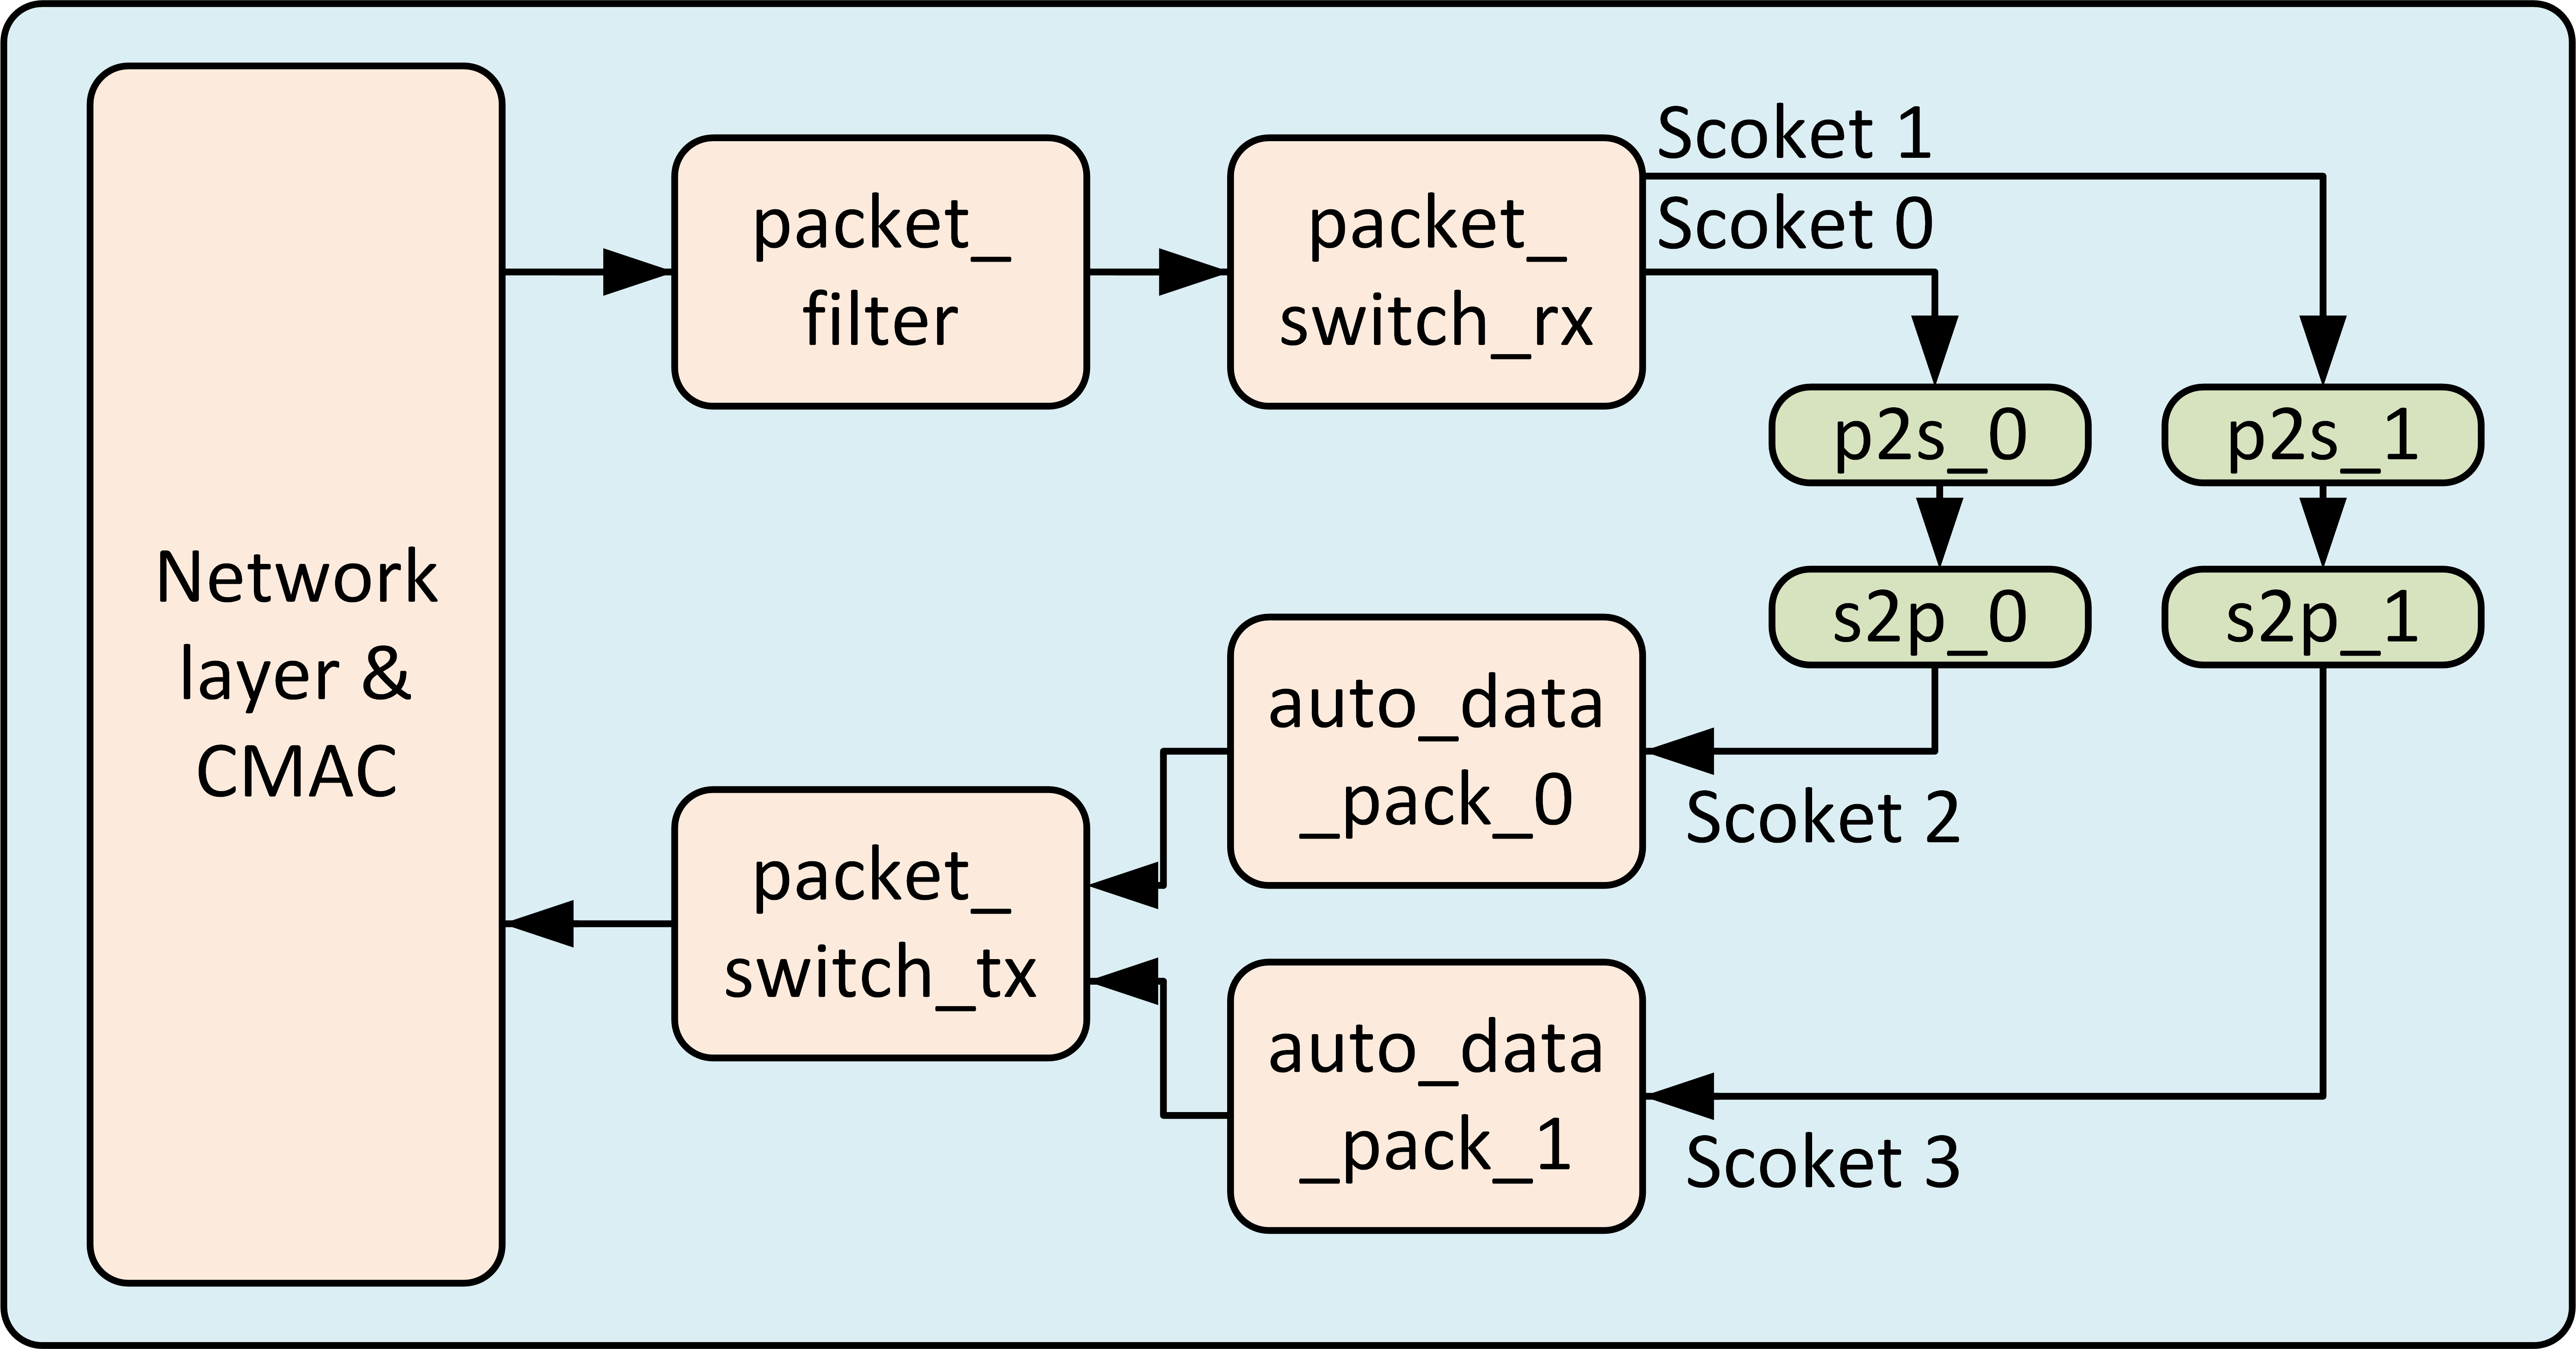 Network
layer &
CMAC
packet_
filter
packet_
switch_rx
Scoket 1
Scoket 0
p2s_0
p2s_1
s2p_0
s2p_1
auto_data
_pack_0
Scoket 2
packet_
switch_tx
auto_data
_pack_1
Scoket 3